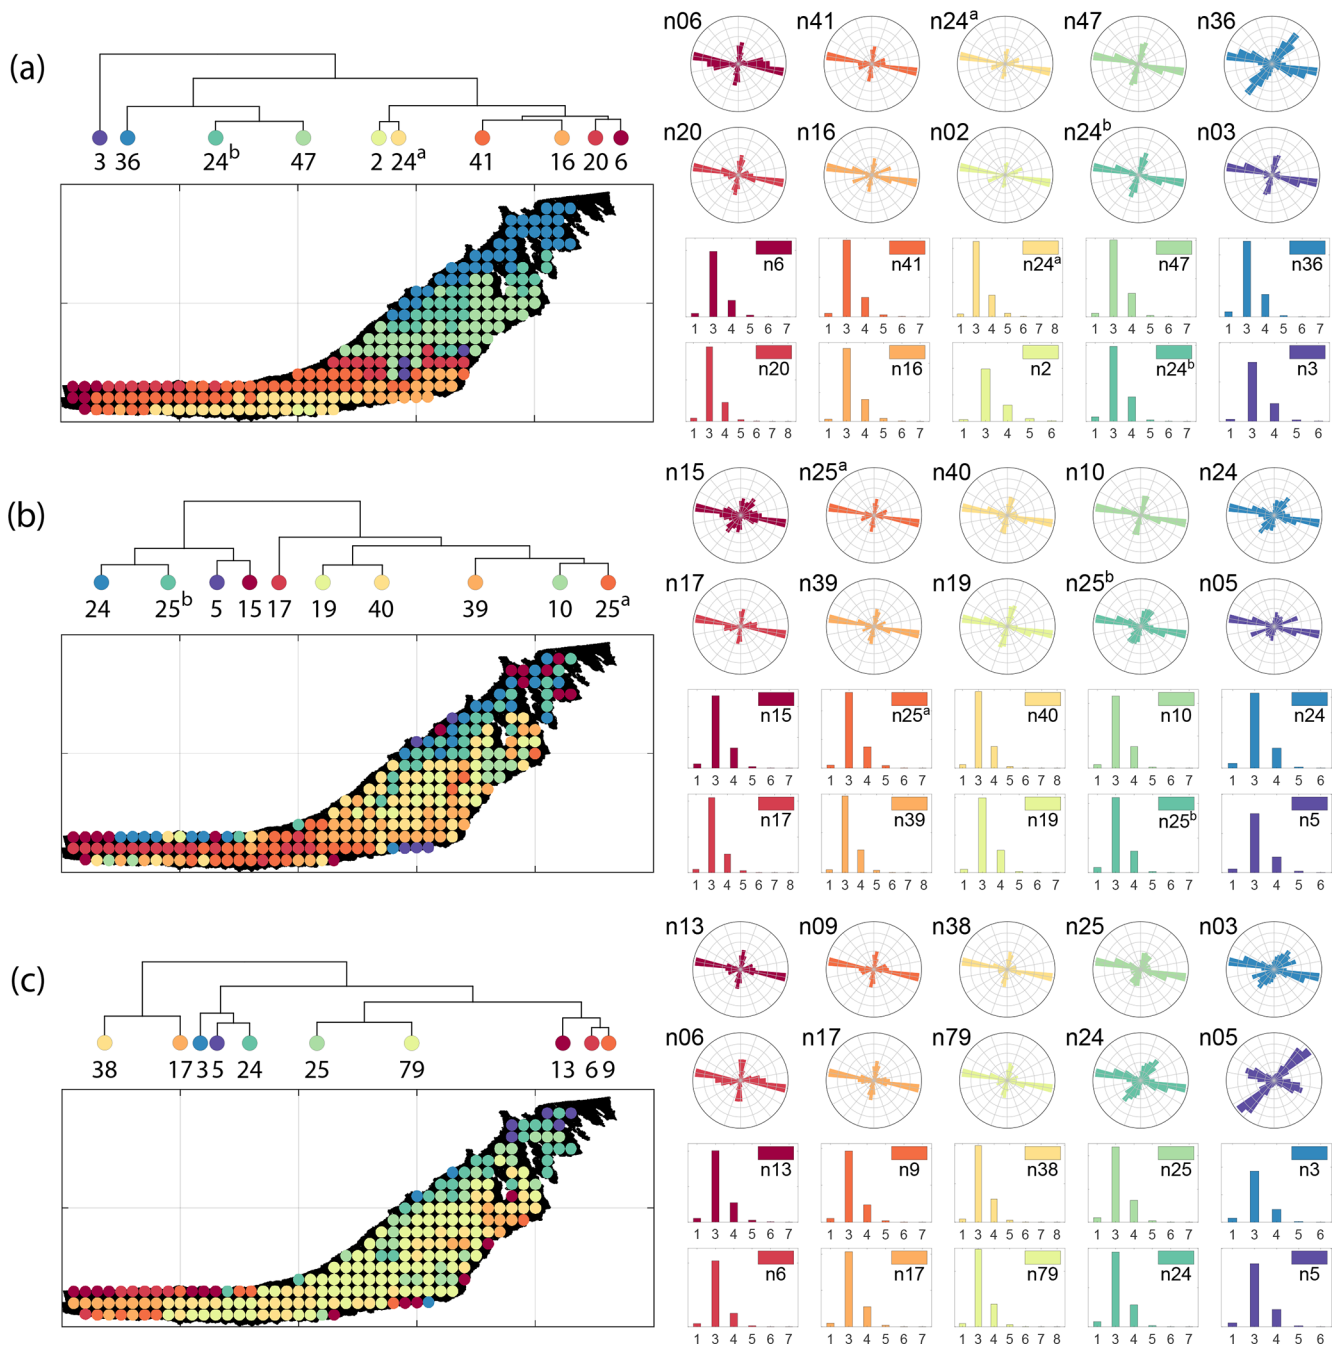 (a)
3 36 24b 47 2 24a 41 16 20 6
n06 n41 n24a n47 n36
n20 n16 n02 n24b n03
n6 n41 n24a n47 n36
1 3 4 5 6 7 1 3 4 5 6 7 1 3 4 5 6 7 8 1 3 4 5 6 7 1 3 4 5 6 7
n20 n16 n2 n24b n3
1 3 4 5 6 7 8 1 3 4 5 6 7 1 3 4 5 6 1 3 4 5 6 7 1 3 4 5 6
(b)
24 25b 5 15 17 19 40 39 10 25a
n15 n25a n40 n10 n24
n17 n39 n19 n25b n05
n15 n25a n40 n10 n24
1 3 4 5 6 7 1 3 4 5 6 7 1 3 4 5 6 7 8 1 3 4 5 6 7 1 3 4 5 6
n17 n39 n19 n25b n5
1 3 4 5 6 7 8 1 3 4 5 6 7 8 1 3 4 5 6 7 1 3 4 5 6 7 1 3 4 5 6
(c)
38 17 3 5 24 25 79 13 6 9
n13 n09 n38 n25 n03
n06 n17 n79 n24 n05
n13 n9 n38 n25 n3
1 3 4 5 6 7 1 3 4 5 6 7 1 3 4 5 6 7 8 1 3 4 5 6 7 1 3 4 5 6
n6 n17 n79 n24 n5
1 3 4 5 6 7 1 3 4 5 6 7 1 3 4 5 6 7 8 1 3 4 5 6 7 1 3 4 5 6